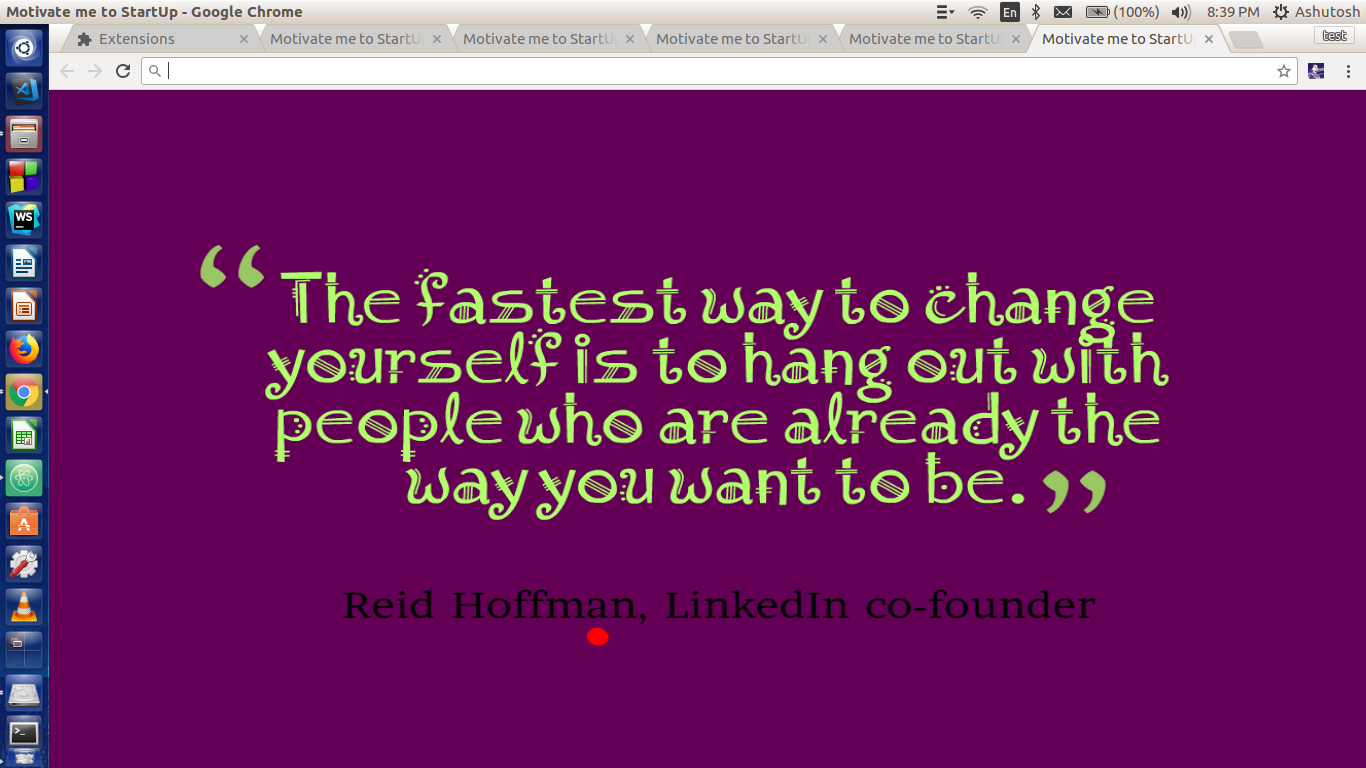 Motivate me to StartUp - Google Chrome
En
(100%)
8:39 PM
Ashutosh
Extensions
Motivate me to StartU
Motivate me to StartU
Motivate me to StartU
Motivate me to StartU
Motivate me to StartU
test
WS
“The fastest way to change
yourself is to hang out with
people who are already the
way you want to be.”
Reid Hoffman, LinkedIn co-founder